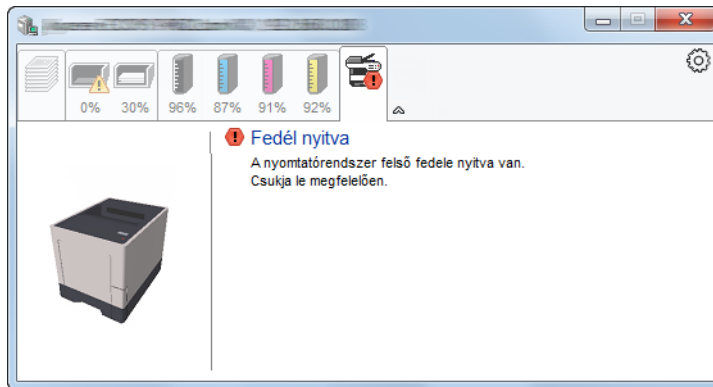 0% 30% 96% 87% 91% 92%
Fedél nyitva
A nyomtatórendszer felső fedele nyitva van.
Csukja le megfelelően.